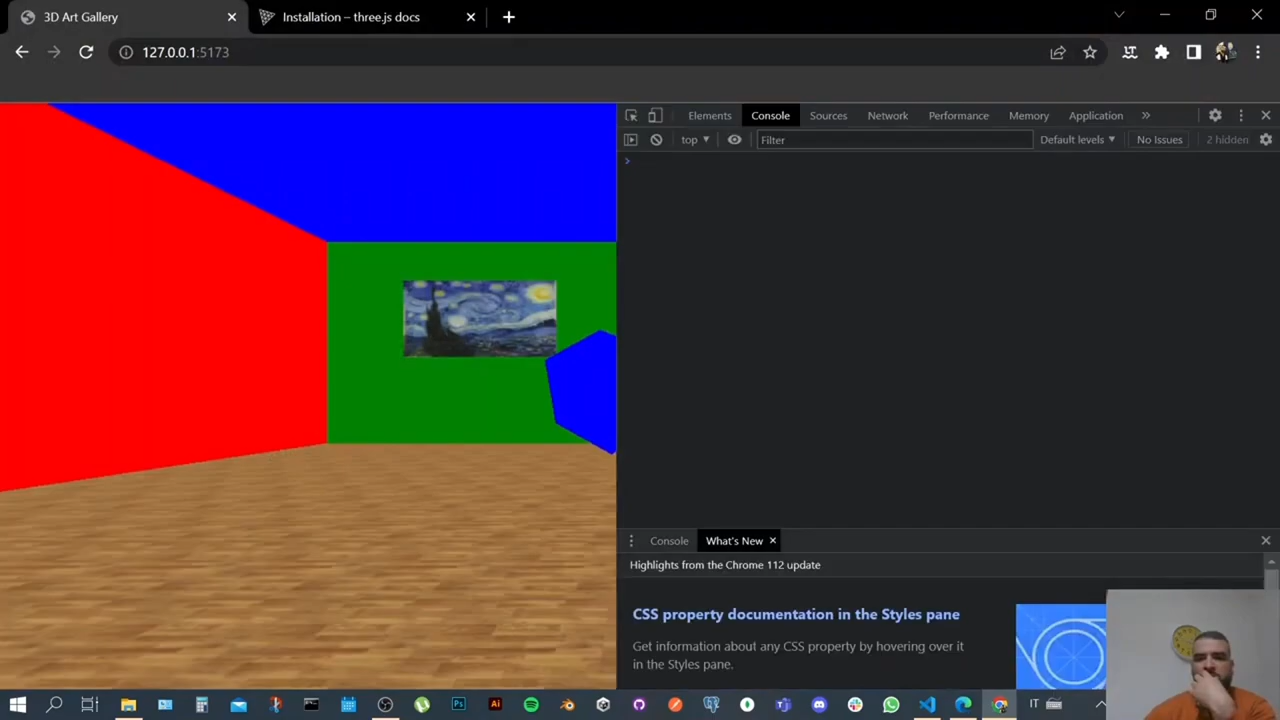 3D Art Gallery
Installation – three.js docs
127.0.0.1:5173
Elements Console Sources Network Performance Memory Application
top Filter Default levels No Issues 2 hidden
Console What's New
Highlights from the Chrome 112 update
CSS property documentation in the Styles pane
Get information about any CSS property by hovering over it
in the Styles pane.
Ps Ai IT